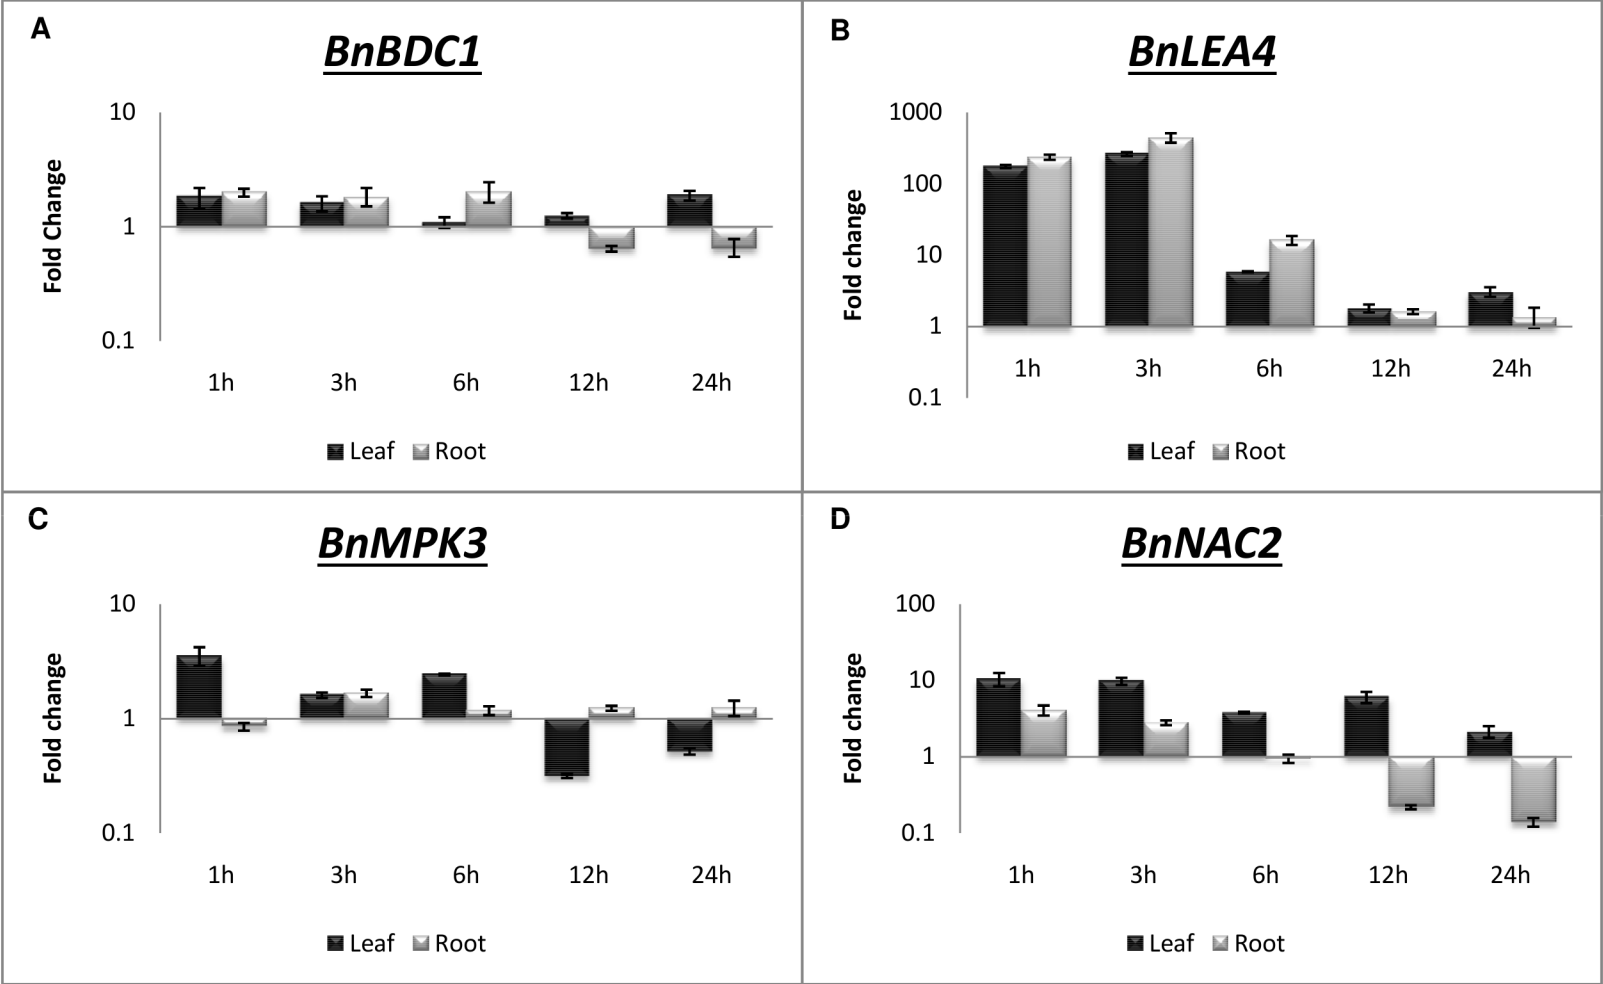 A
BnBDC1
10
1
0.1
Fold Change
1h 3h 6h 12h 24h
Leaf Root
B
BnLEA4
1000
100
10
1
0.1
Fold change
1h 3h 6h 12h 24h
Leaf Root
C
BnMPK3
10
1
0.1
Fold change
1h 3h 6h 12h 24h
Leaf Root
D
BnNAC2
100
10
1
0.1
Fold change
1h 3h 6h 12h 24h
Leaf Root